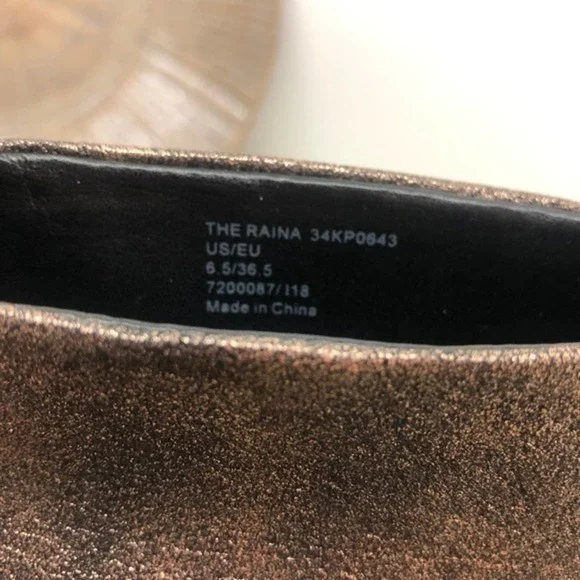 THE RAINA 34KP0643
US/EU
6.5/36.5
7200087/I18
Made in China